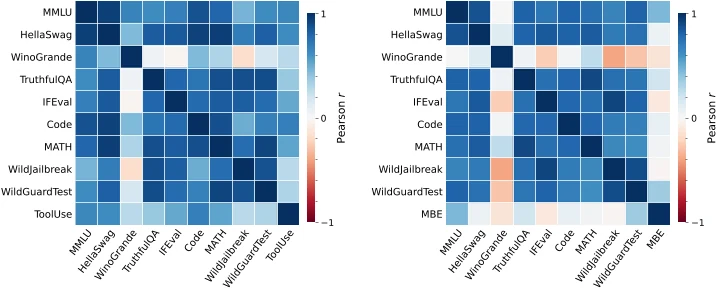 MMLU
HellaSwag
WinoGrande
TruthfulQA
IFEval
Code
MATH
WildJailbreak
WildGuardTest
ToolUse
MMLU
HellaSwag
WinoGrande
TruthfulQA
IFEval
Code
MATH
WildJailbreak
WildGuardTest
ToolUse
1
0
−1
Pearson r
MMLU
HellaSwag
WinoGrande
TruthfulQA
IFEval
Code
MATH
WildJailbreak
WildGuardTest
MBE
MMLU
HellaSwag
WinoGrande
TruthfulQA
IFEval
Code
MATH
WildJailbreak
WildGuardTest
MBE
1
0
−1
Pearson r